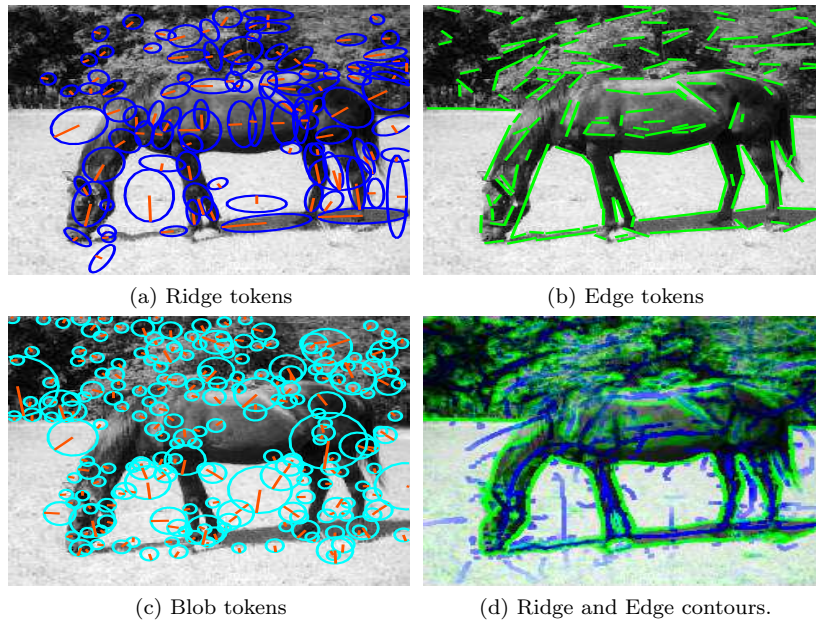 (a) Ridge tokens
(b) Edge tokens
(c) Blob tokens
(d) Ridge and Edge contours.